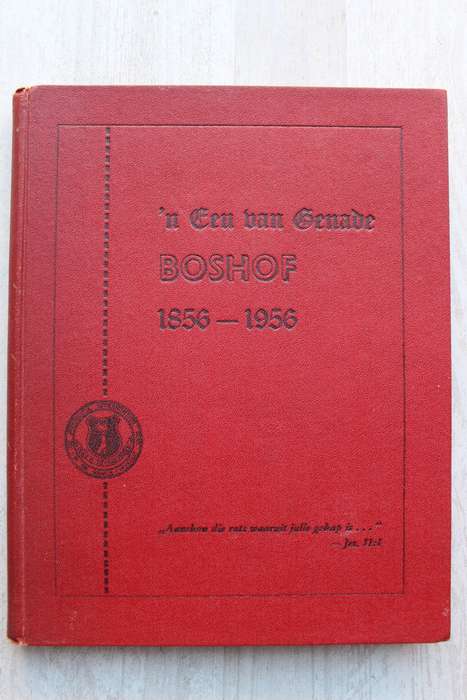 'n Eeu van Genade
BOSHOF
1856 — 1956
„Aanskou die rots waaruit julle gekap is . . .”
—Jes. 51:1